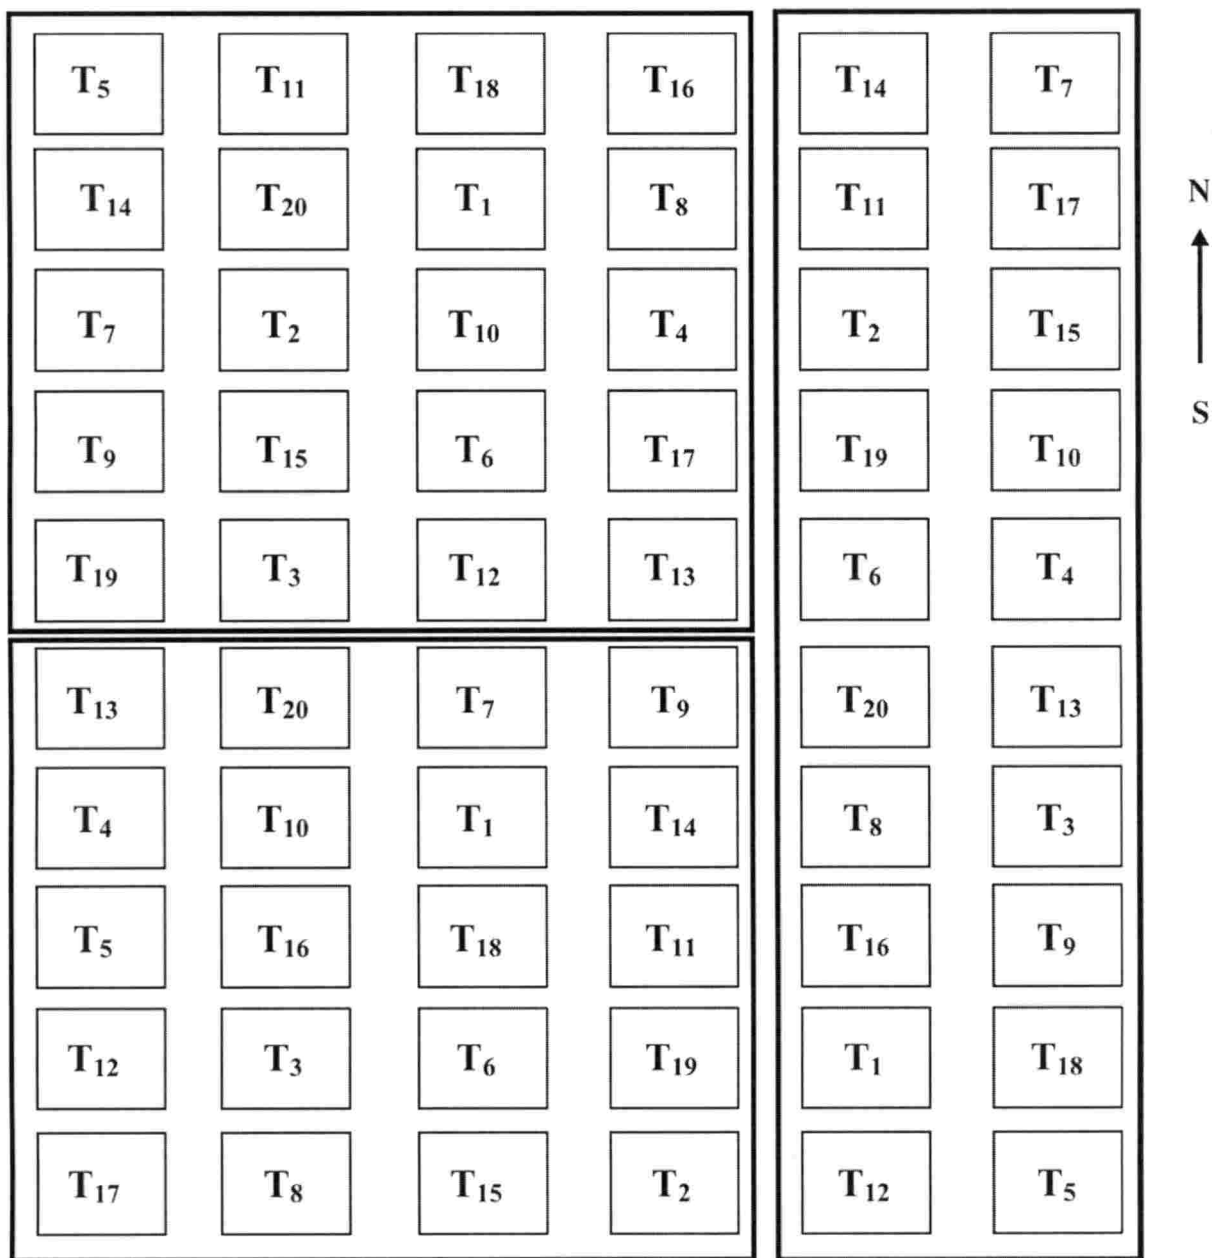 T5 T11 T18 T16 T14 T7
T14 T20 T1 T8 T11 T17 N
T7 T2 T10 T4 T2 T15
T9 T15 T6 T17 T19 T10 S
T19 T3 T12 T13 T6 T4
T13 T20 T7 T9 T20 T13
T4 T10 T1 T14 T8 T3
T5 T16 T18 T11 T16 T9
T12 T3 T6 T19 T1 T18
T17 T8 T15 T2 T12 T5